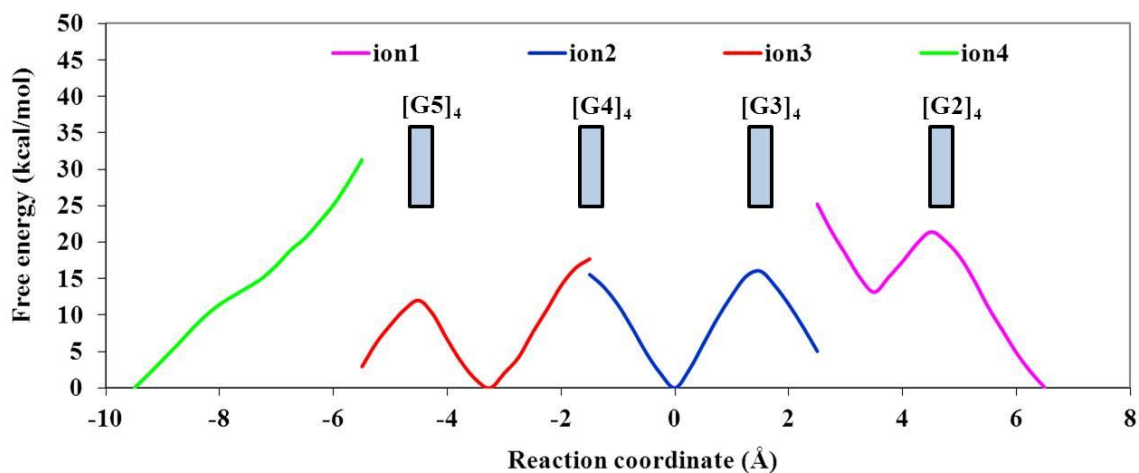 50
45
40
35
30
25
20
15
10
5
0
Free energy (kcal/mol)
ion1 ion2 ion3 ion4
[G5]₄ [G4]₄ [G3]₄ [G2]₄
-10 -8 -6 -4 -2 0 2 4 6 8
Reaction coordinate (Å)